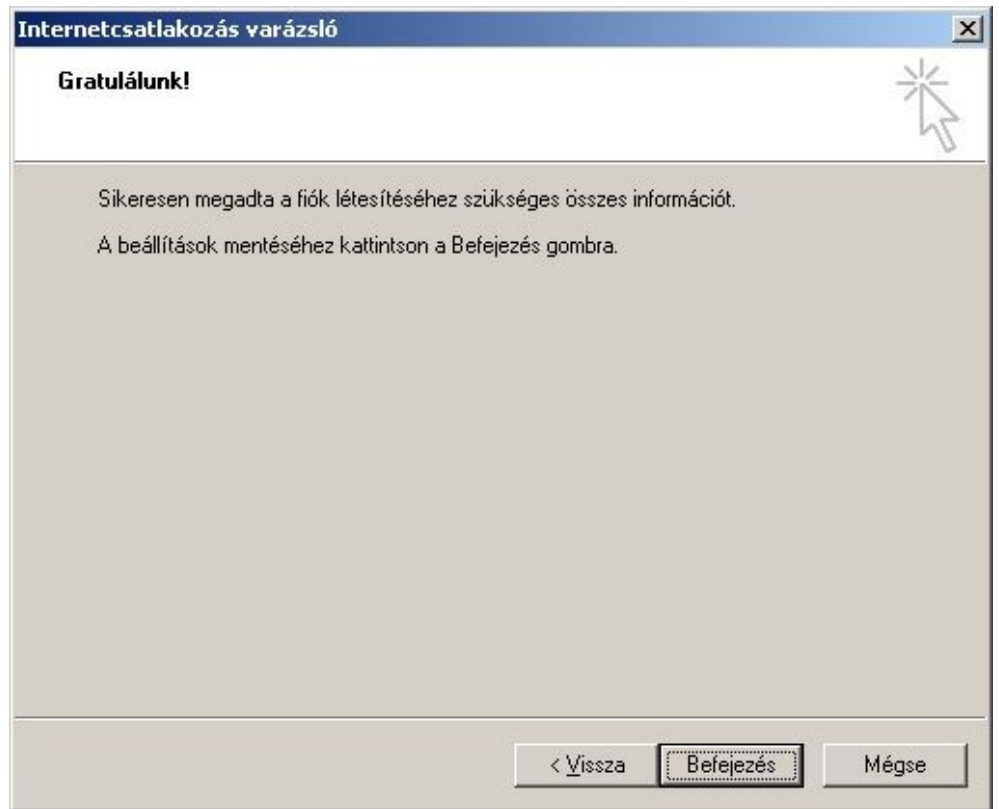 Internetcsatlakozás varázsló
Gratulálunk!
Sikeresen megadta a fiók létesítéséhez szükséges összes információt.
A beállítások mentéséhez kattintson a Befejezés gombra.
< Vissza Befejezés Mégse